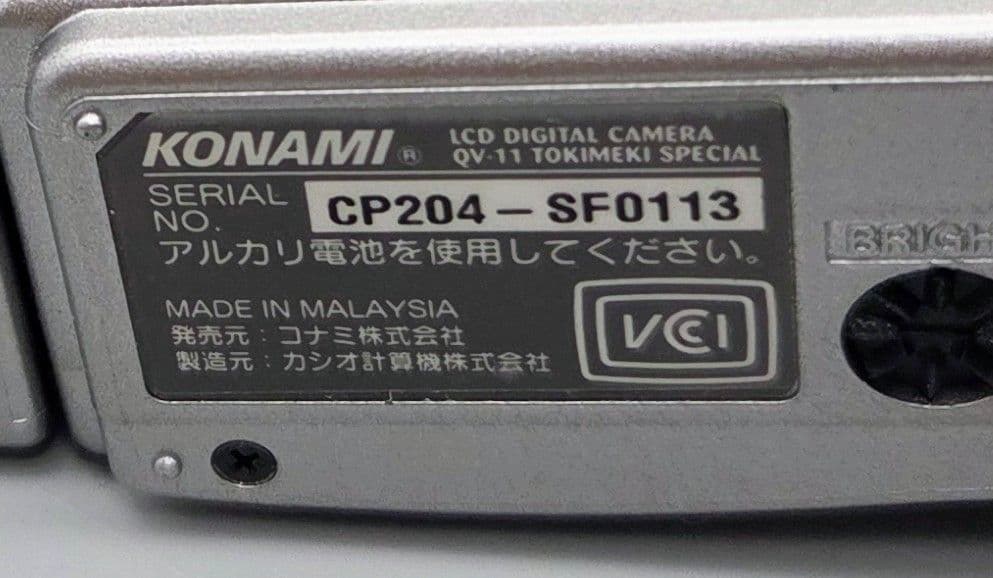 KONAMI ® LCD DIGITAL CAMERA
QV-11 TOKIMEKI SPECIAL
SERIAL NO. CP204-SF0113
アルカリ電池を使用してください。
MADE IN MALAYSIA
発売元：コナミ株式会社
製造元：カシオ計算機株式会社
VCCI
BRIGH